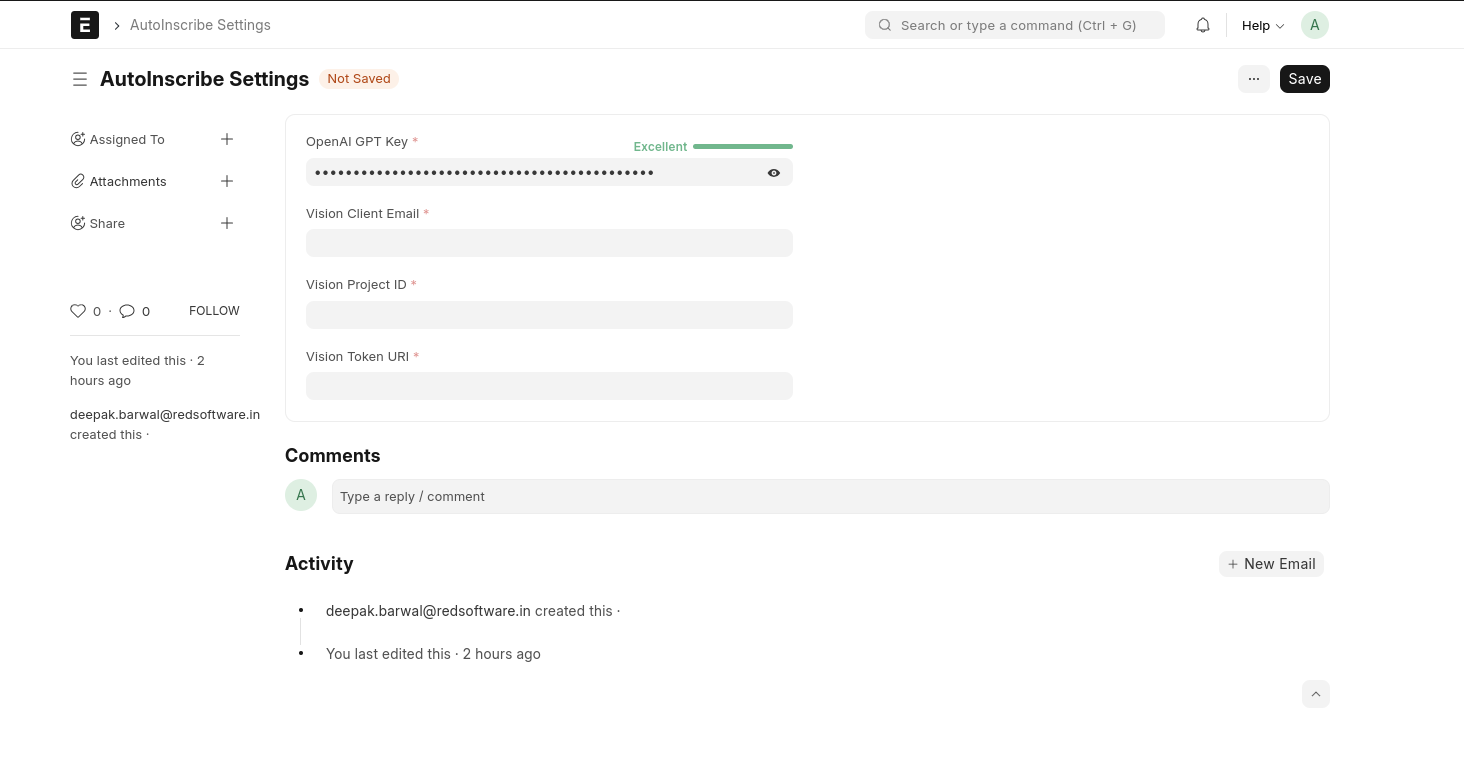 AutoInscribe Settings
Search or type a command (Ctrl + G)
Help
A
AutoInscribe Settings
Not Saved
...
Save
Assigned To
Attachments
Share
0 · 0
FOLLOW
You last edited this · 2
hours ago
deepak.barwal@redsoftware.in
created this ·
OpenAI GPT Key *
Excellent
••••••••••••••••••••••••••••••••••••••••••••
Vision Client Email *
Vision Project ID *
Vision Token URI *
Comments
A
Type a reply / comment
Activity
+ New Email
deepak.barwal@redsoftware.in created this ·
You last edited this · 2 hours ago